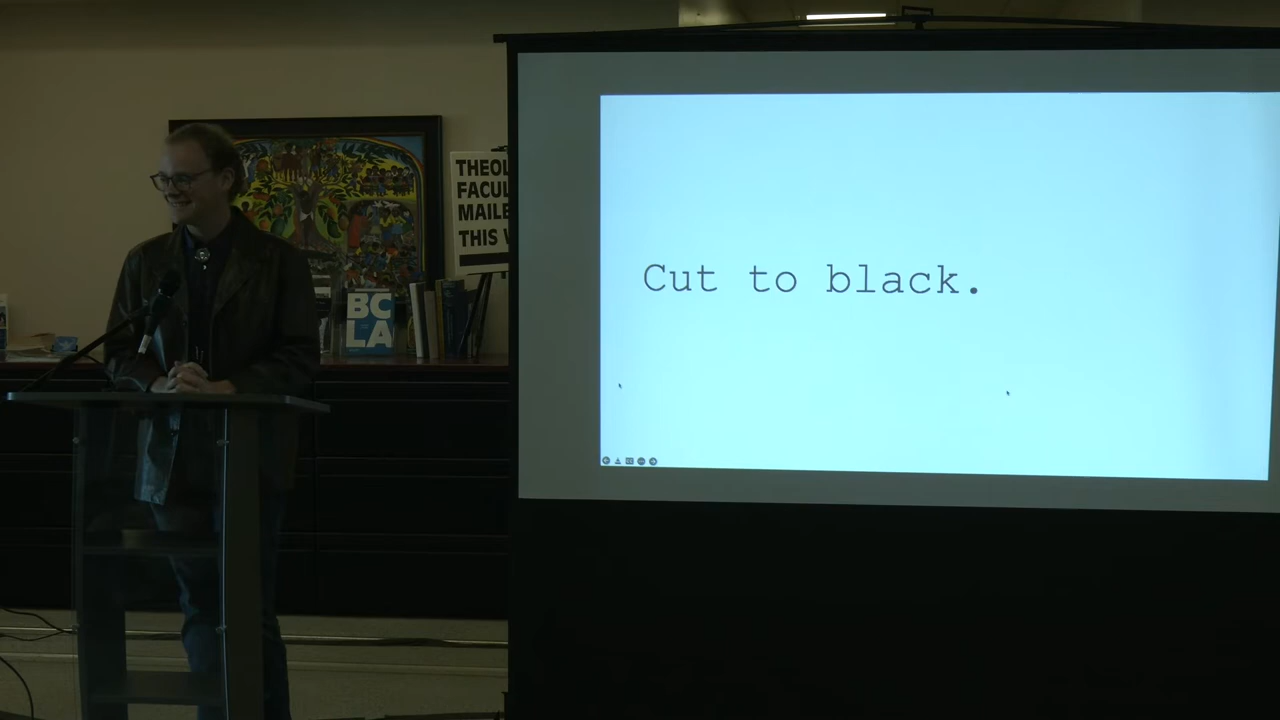 THEOL
FACUL
MAILE
THIS
BC
LA
Cut to black.